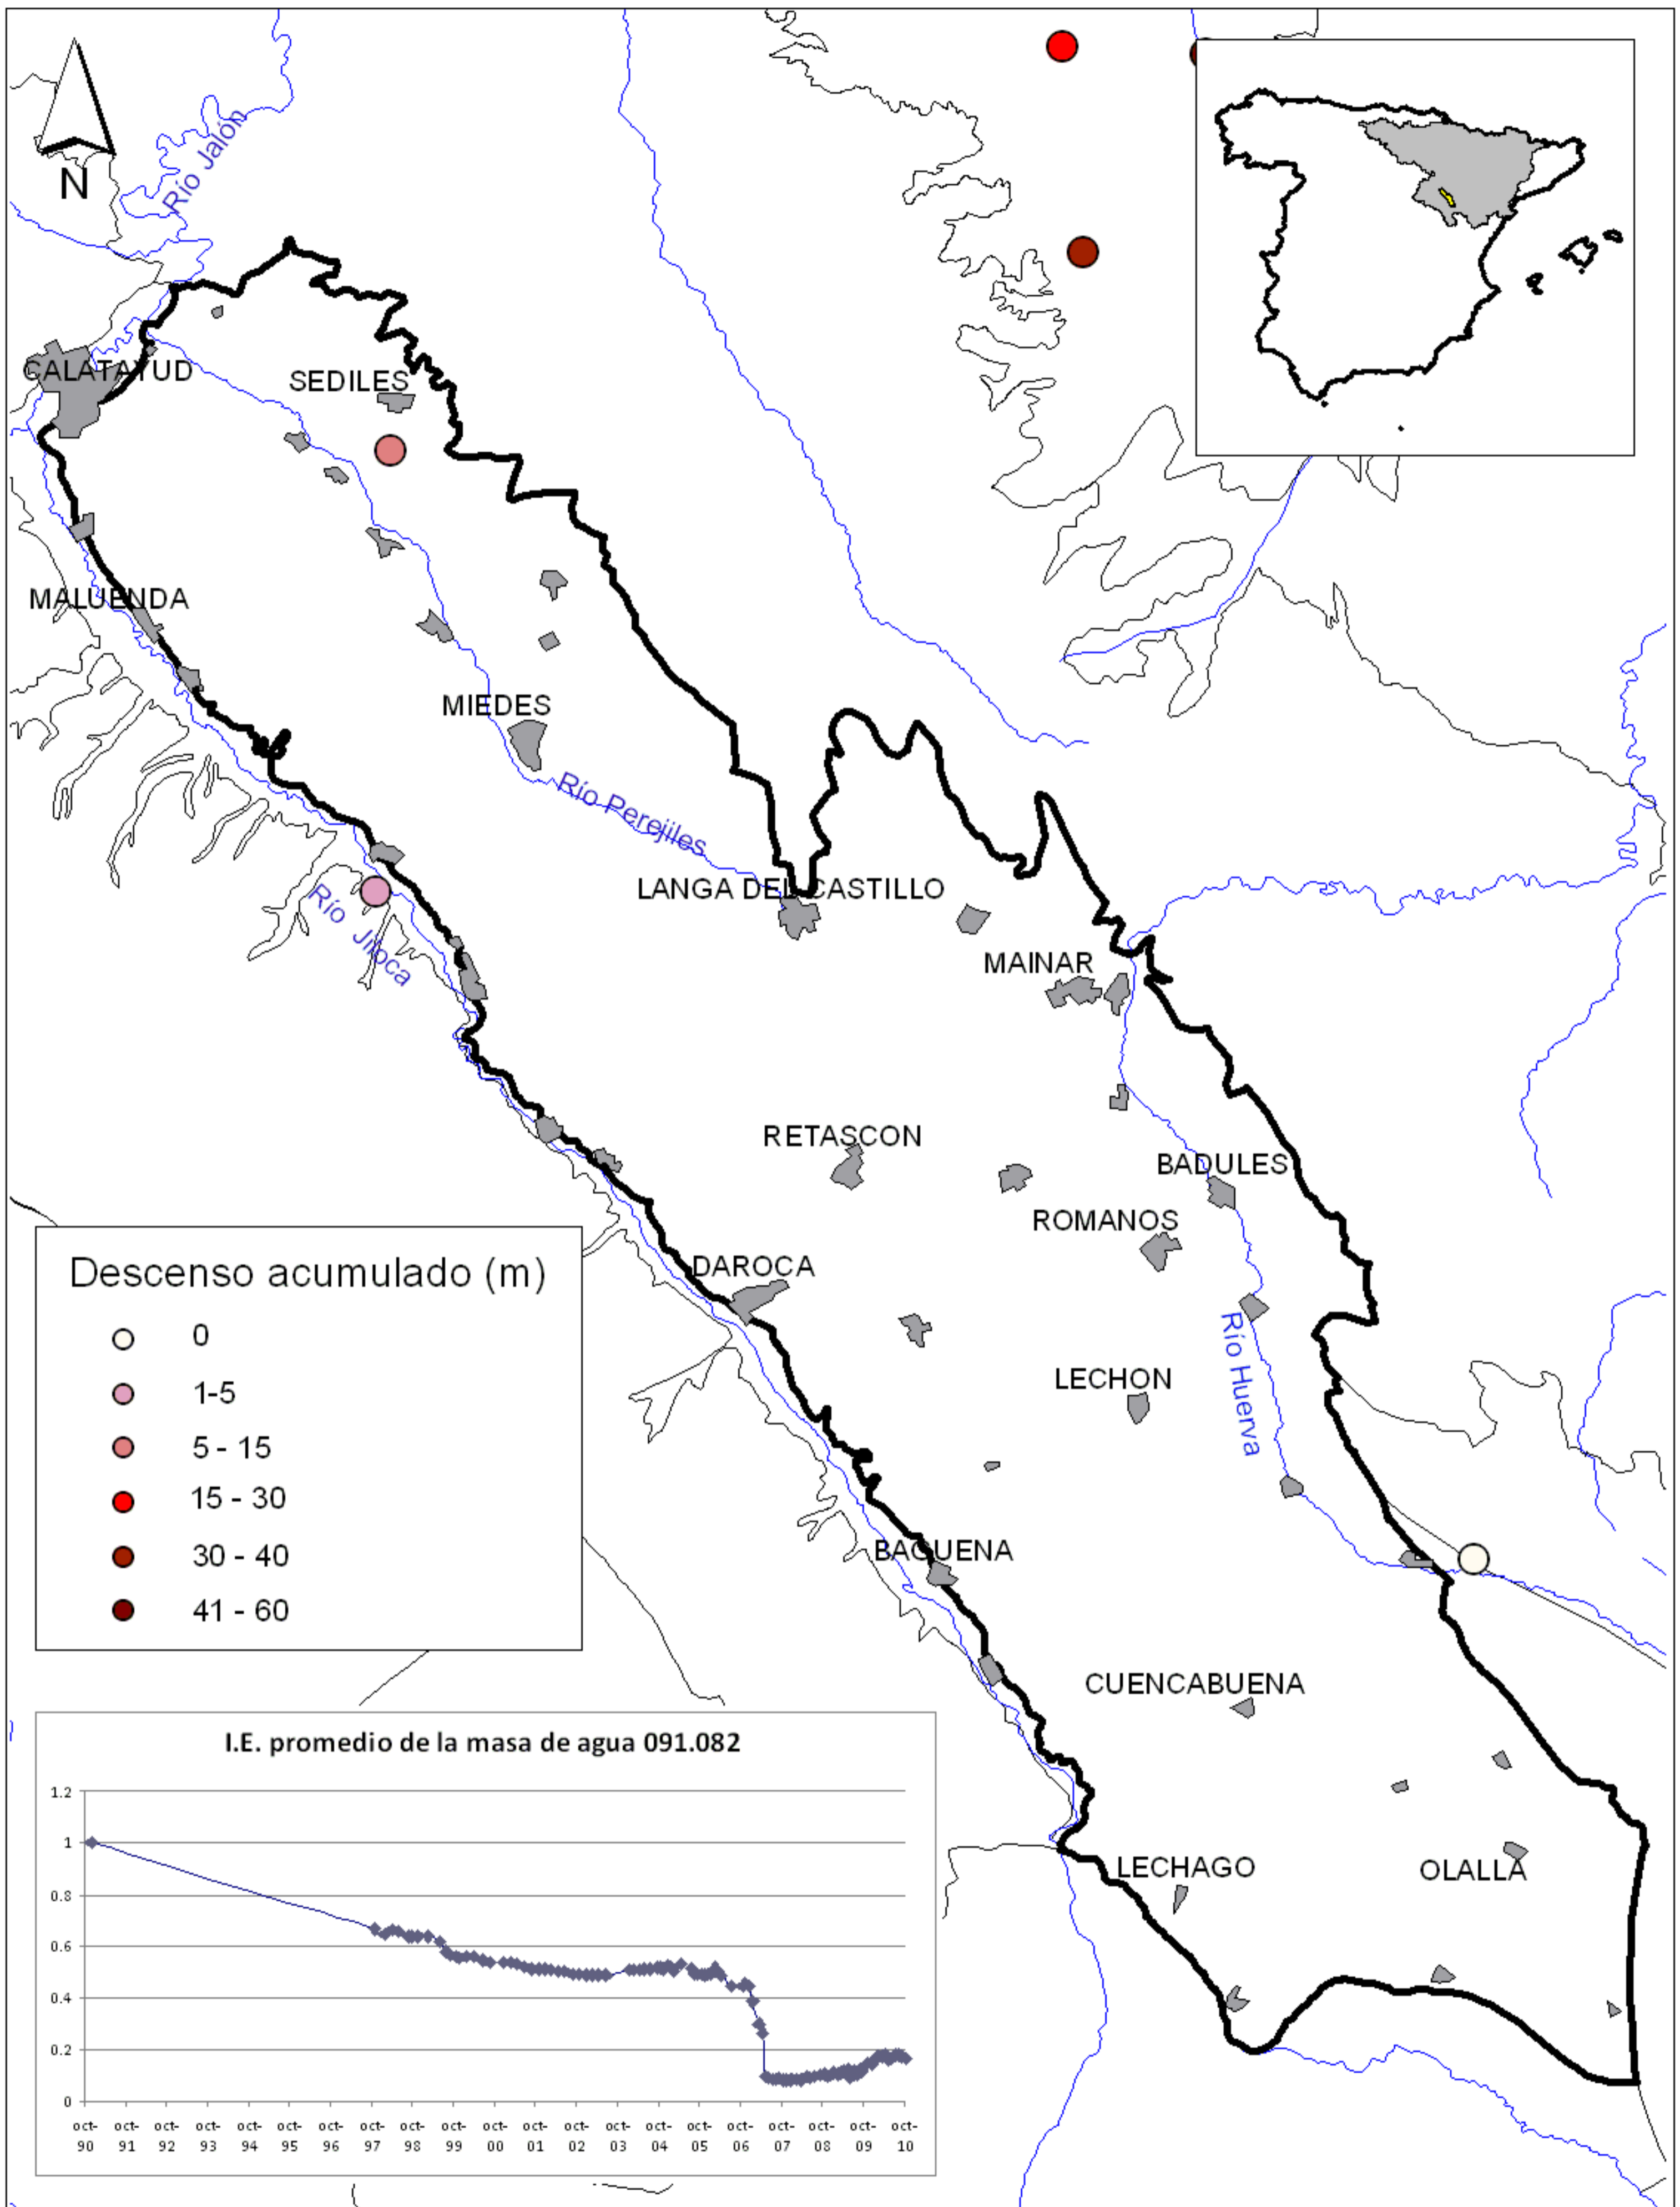 N
Río Jalón
CALATAYUD
SEDILES
MALUENDA
MIEDES
Río Perejiles
LANGA DEL CASTILLO
Río Jiloca
MAINAR
RETASCON
BADULES
ROMANOS
DAROCA
Río Huerva
LECHON
BAGUENA
CUENCABUENA
LECHAGO
OLALLA
Descenso acumulado (m)
0
1-5
5 - 15
15 - 30
30 - 40
41 - 60
I.E. promedio de la masa de agua 091.082
1.2
1
0.8
0.6
0.4
0.2
0
oct- oct- oct- oct- oct- oct- oct- oct- oct- oct- oct- oct- oct- oct- oct- oct- oct- oct- oct- oct- oct-
90 91 92 93 94 95 96 97 98 99 00 01 02 03 04 05 06 07 08 09 10